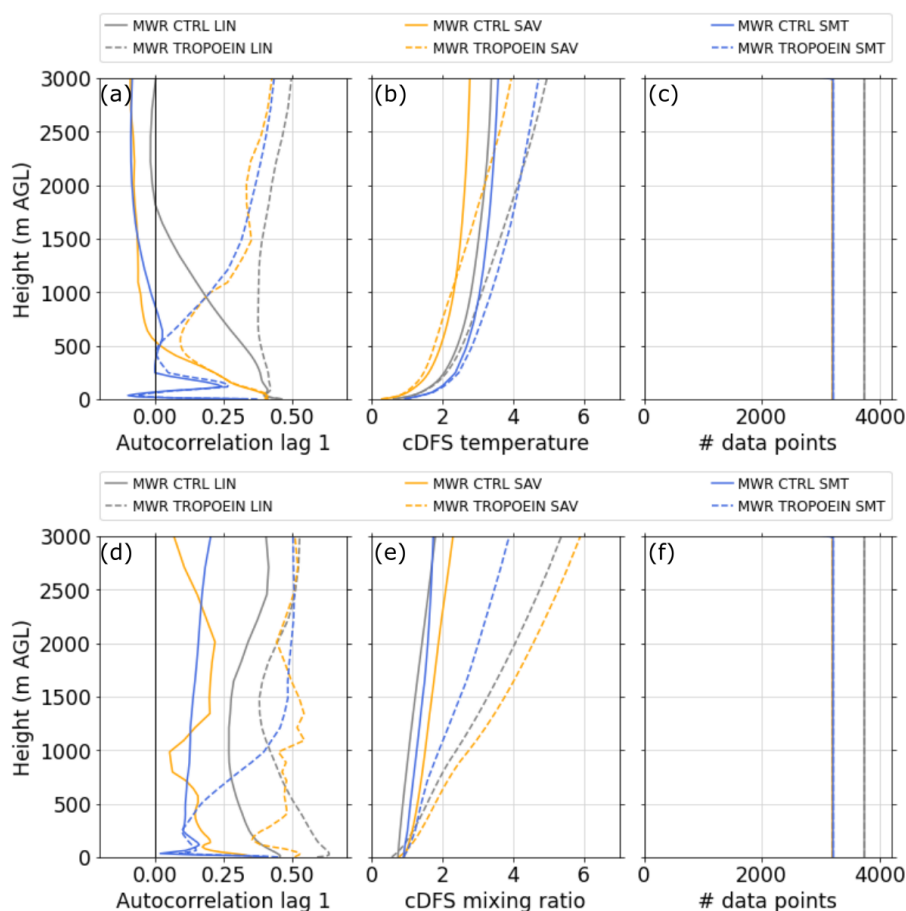 MWR CTRL LIN MWR CTRL SAV MWR CTRL SMT
MWR TROPOEIN LIN MWR TROPOEIN SAV MWR TROPOEIN SMT
(a) (b) (c)
3000
2500
2000
1500
1000
500
0
Height (m AGL)
0.0 0.25 0.50 0 2 4 6 0 2000 4000
Autocorrelation lag 1 cDFS temperature # data points
MWR CTRL LIN MWR CTRL SAV MWR CTRL SMT
MWR TROPOEIN LIN MWR TROPOEIN SAV MWR TROPOEIN SMT
(d) (e) (f)
3000
2500
2000
1500
1000
500
0
Height (m AGL)
0.0 0.25 0.50 0 2 4 6 0 2000 4000
Autocorrelation lag 1 cDFS mixing ratio # data points